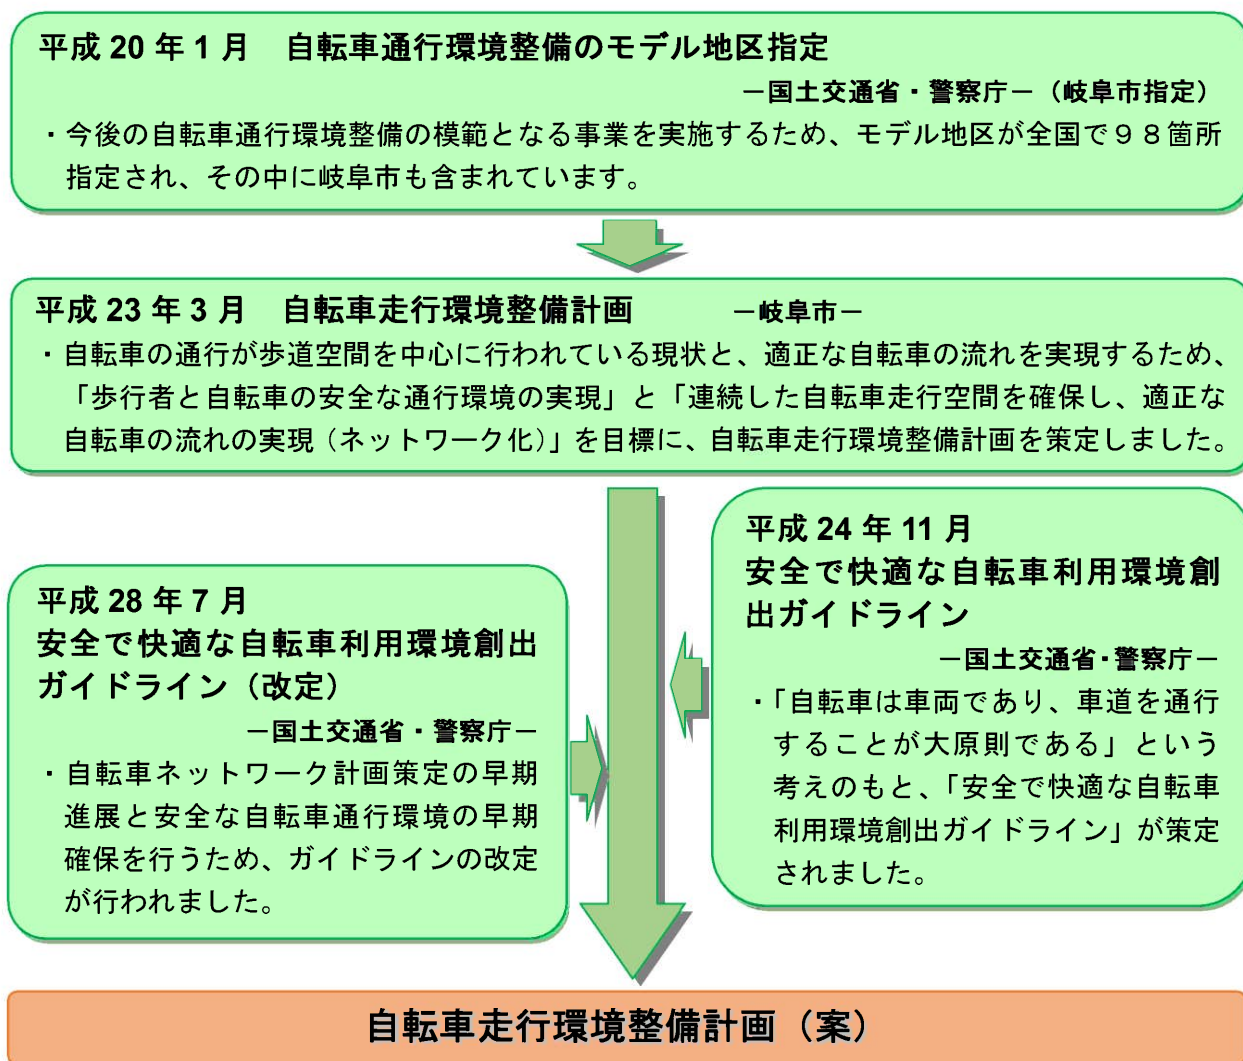 平成 20 年 1 月　自転車通行環境整備のモデル地区指定
－国土交通省・警察庁－（岐阜市指定）
・今後の自転車通行環境整備の模範となる事業を実施するため、モデル地区が全国で９８箇所
指定され、その中に岐阜市も含まれています。
平成 23 年 3 月　自転車走行環境整備計画　　　－岐阜市－
・自転車の通行が歩道空間を中心に行われている現状と、適正な自転車の流れを実現するため、
「歩行者と自転車の安全な通行環境の実現」と「連続した自転車走行空間を確保し、適正な
自転車の流れの実現（ネットワーク化）」を目標に、自転車走行環境整備計画を策定しました。
平成 24 年 11 月
安全で快適な自転車利用環境創
出ガイドライン
－国土交通省・警察庁－
・「自転車は車両であり、車道を通行
することが大原則である」という
考えのもと、「安全で快適な自転車
利用環境創出ガイドライン」が策定
されました。
平成 28 年 7 月
安全で快適な自転車利用環境創出
ガイドライン（改定）
－国土交通省・警察庁－
・自転車ネットワーク計画策定の早期
進展と安全な自転車通行環境の早期
確保を行うため、ガイドラインの改定
が行われました。
自転車走行環境整備計画（案）